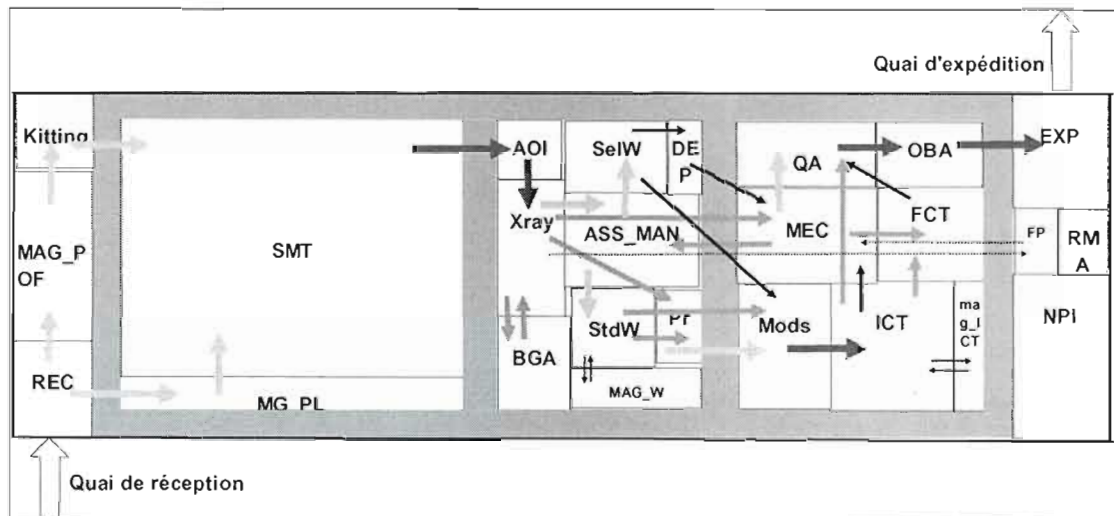 Quai d'expédition
Kitting
AOI
SelW
DE
P
QA
OBA
EXP
MAG_P
OF
SMT
Xray
ASS_MAN
MEC
FCT
FP
RM
A
REC
MG_PL
BGA
StdW
MAG_W
Mods
ICT
ma
g_I
CT
NPI
Quai de réception